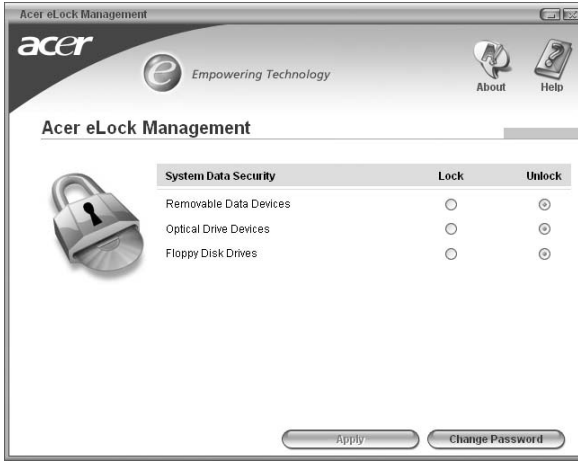 Acer eLock Management
acer
e Empowering Technology
About Help
Acer eLock Management
System Data Security Lock Unlock
Removable Data Devices
Optical Drive Devices
Floppy Disk Drives
Apply Change Password